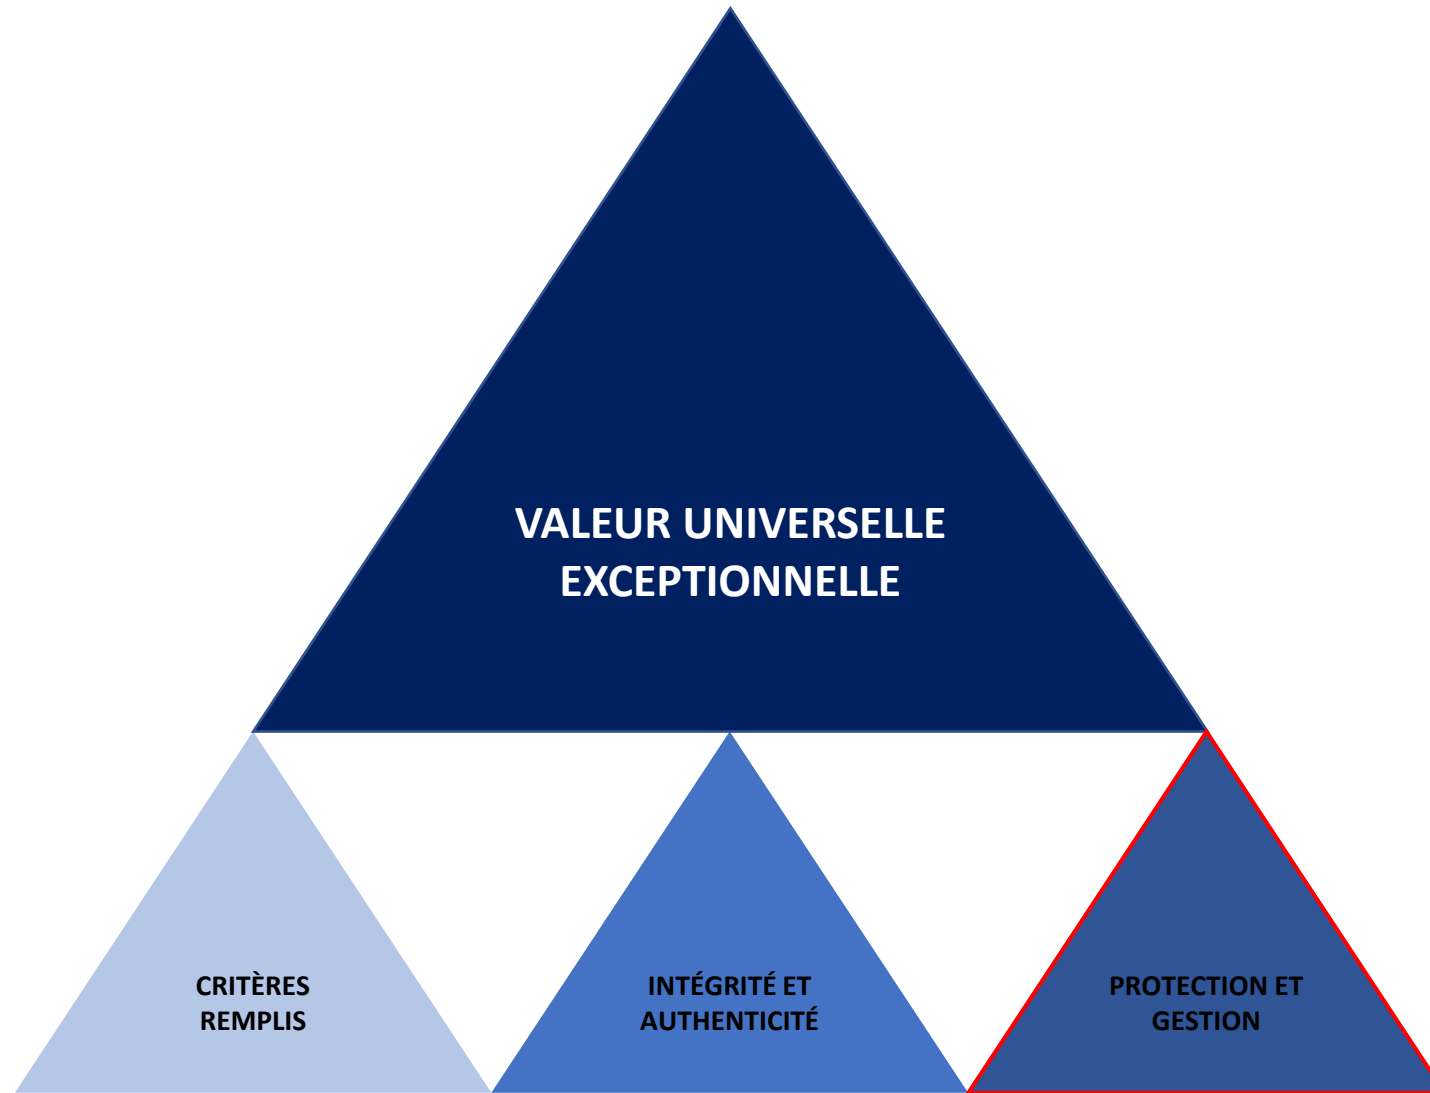 VALEUR UNIVERSELLE
EXCEPTIONNELLE
CRITÈRES
REMPLIS
INTÉGRITÉ ET
AUTHENTICITÉ
PROTECTION ET
GESTION